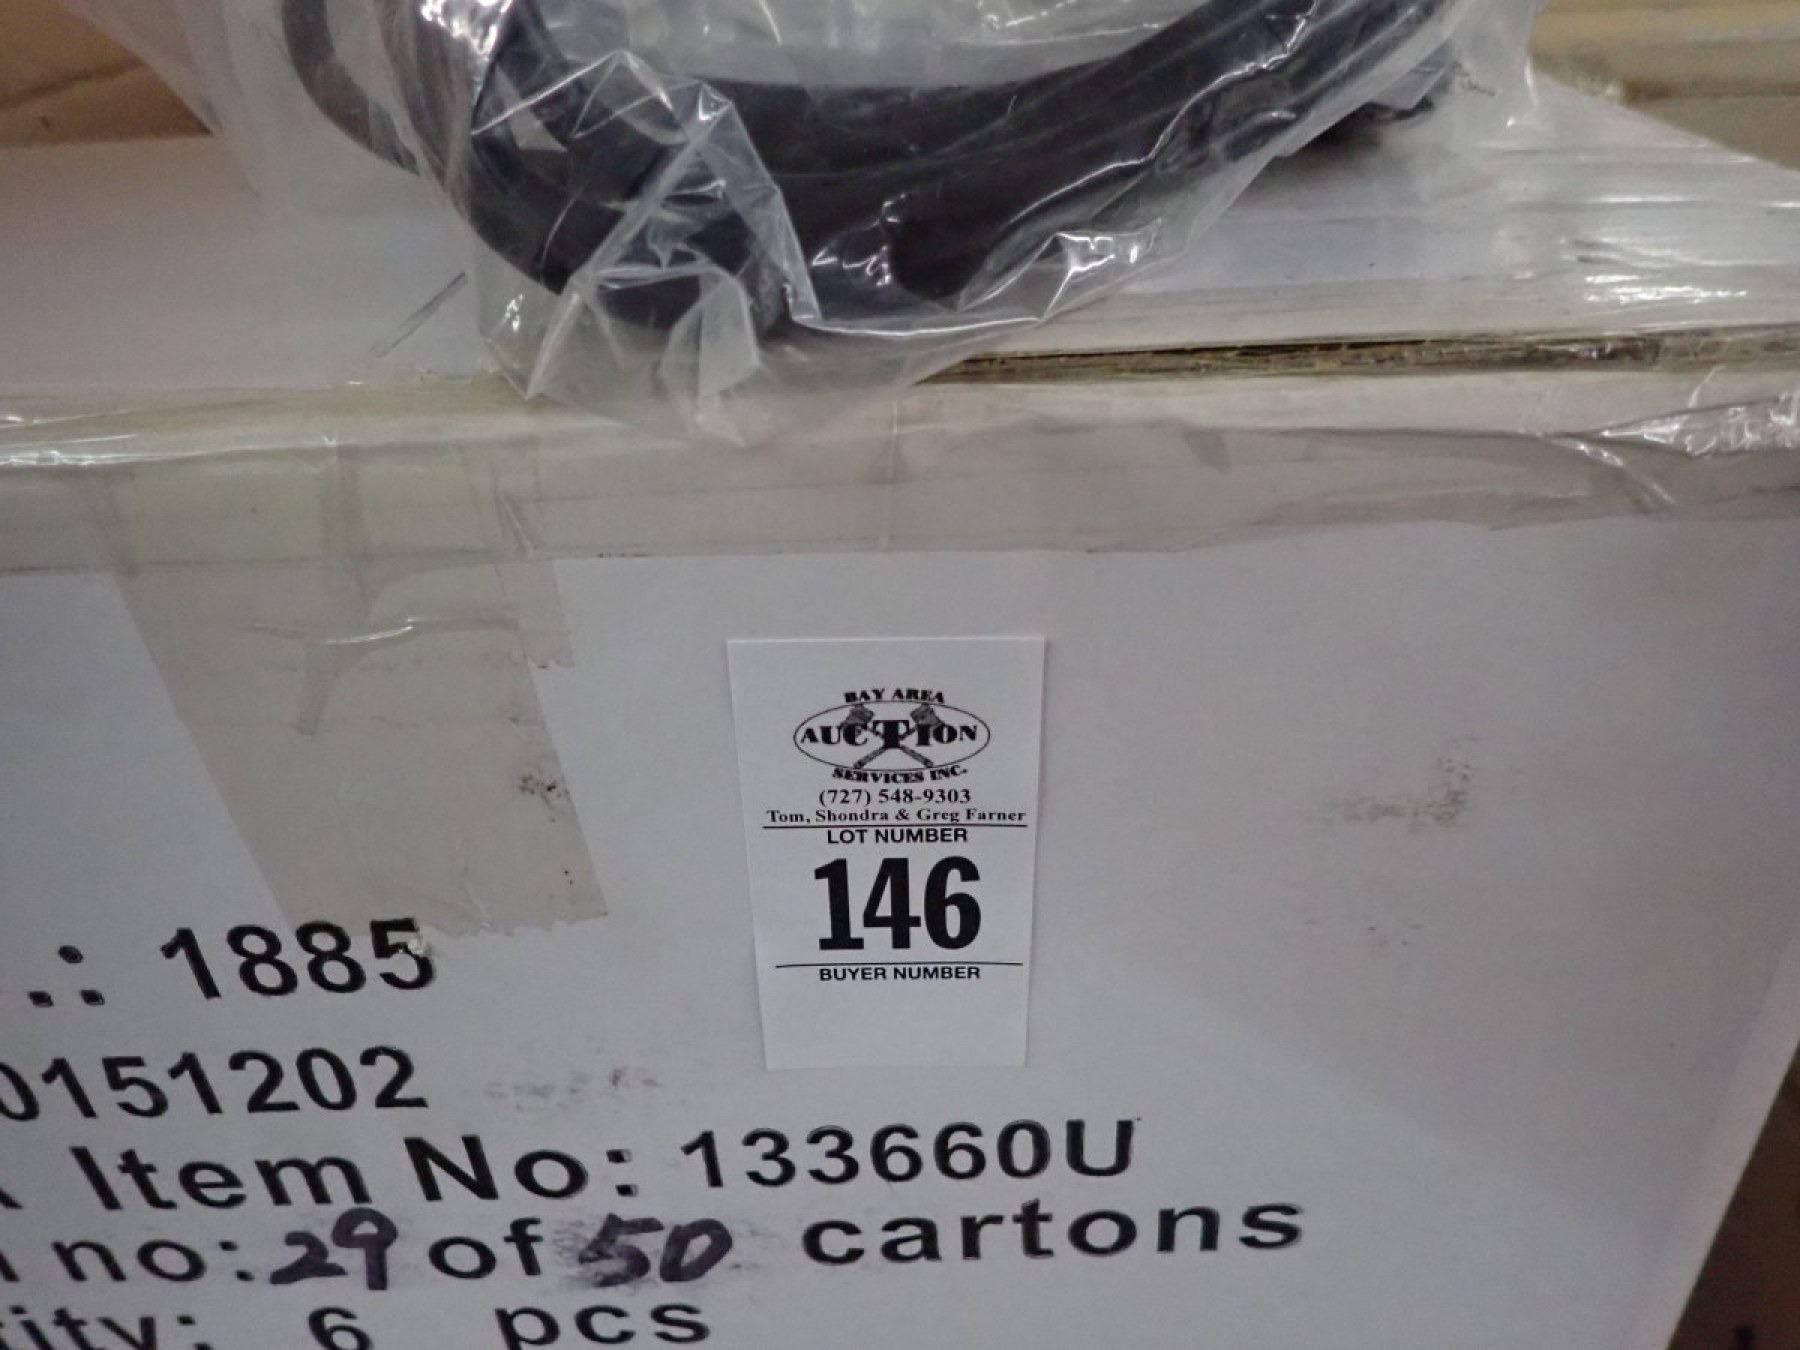 BAY AREA
AUCTION
SERVICES INC.
(727) 548-9303
Tom, Shondra & Greg Farner
LOT NUMBER
146
BUYER NUMBER
.: 1885
0151202
Item No: 133660U
no: 29 of 50 cartons
tity: 6 pcs